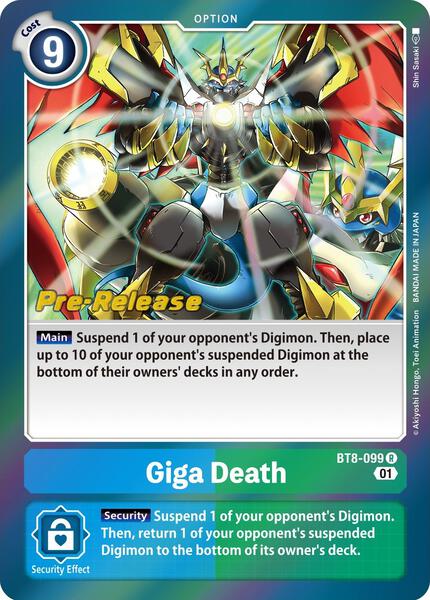 OPTION
Cost
9
Shin Sasaki
Pre-Release
Main Suspend 1 of your opponent's Digimon. Then, place
up to 10 of your opponent's suspended Digimon at the
bottom of their owners' decks in any order.
©Akiyoshi Hongo, Toei Animation BANDAI MADE IN JAPAN
BT8-099 R
Giga Death
01
Security Suspend 1 of your opponent's Digimon.
Then, return 1 of your opponent's suspended
Digimon to the bottom of its owner's deck.
Security Effect